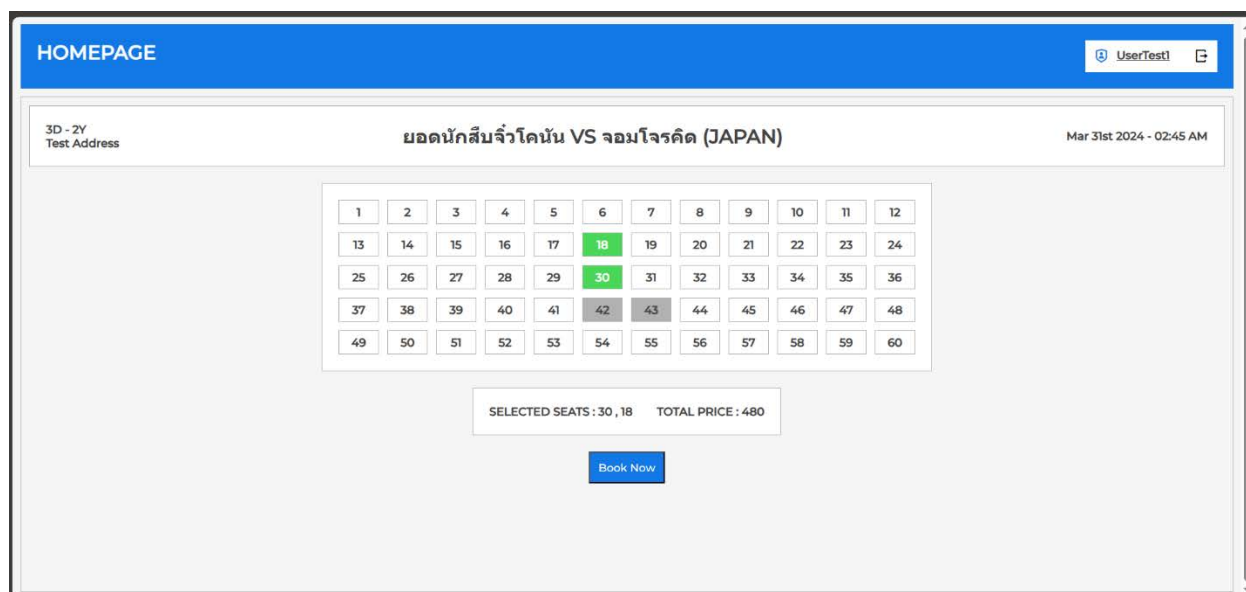 HOMEPAGE
UserTest1
3D - 2Y
Test Address
ยอดนักสืบจิ๋วโคนัน VS จอมโจรคิด (JAPAN)
Mar 31st 2024 - 02:45 AM
1 2 3 4 5 6 7 8 9 10 11 12
13 14 15 16 17 18 19 20 21 22 23 24
25 26 27 28 29 30 31 32 33 34 35 36
37 38 39 40 41 42 43 44 45 46 47 48
49 50 51 52 53 54 55 56 57 58 59 60
SELECTED SEATS : 30 , 18 TOTAL PRICE : 480
Book Now